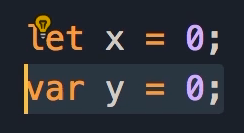 let x = 0;
var y = 0;